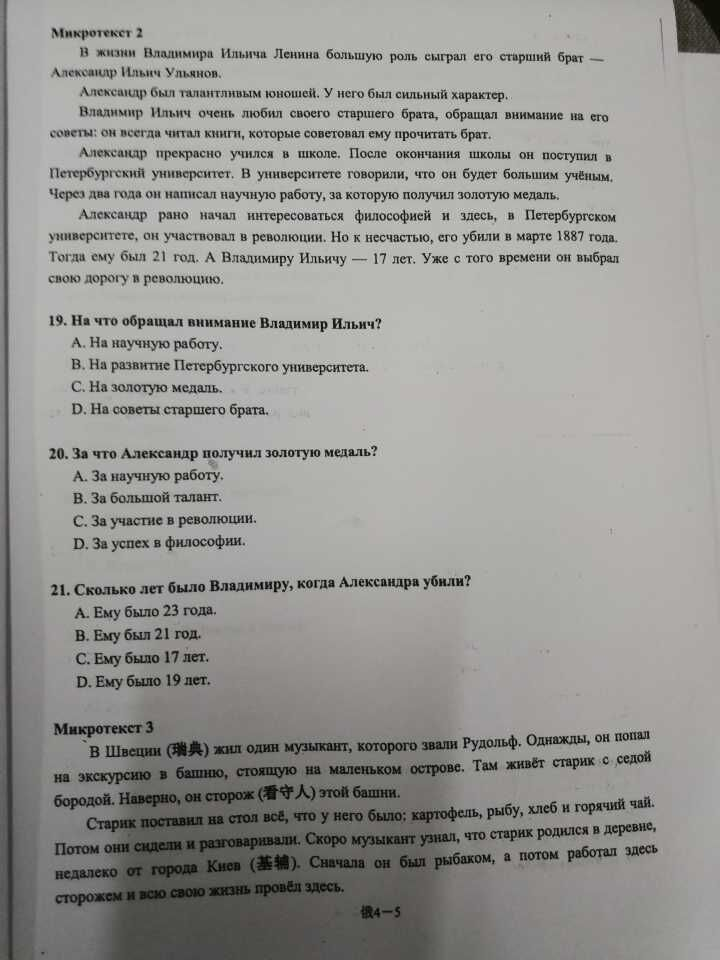 Микротекст 2
В жизни Владимира Ильича Ленина большую роль сыграл его старший брат —
Александр Ильич Ульянов.
Александр был талантливым юношей. У него был сильный характер.
Владимир Ильич очень любил своего старшего брата, обращал внимание на его
советы: он всегда читал книги, которые советовал ему прочитать брат.
Александр прекрасно учился в школе. После окончания школы он поступил в
Петербургский университет. В университете говорили, что он будет большим учёным.
Через два года он написал научную работу, за которую получил золотую медаль.
Александр рано начал интересоваться философией и здесь, в Петербургском
университете, он участвовал в революции. Но к несчастью, его убили в марте 1887 года.
Тогда ему был 21 год. А Владимиру Ильичу — 17 лет. Уже с того времени он выбрал
свою дорогу в революцию.
19. На что обращал внимание Владимир Ильич?
A. На научную работу.
B. На развитие Петербургского университета.
C. На золотую медаль.
D. На советы старшего брата.
20. За что Александр получил золотую медаль?
A. За научную работу.
B. За большой талант.
C. За участие в революции.
D. За успех в философии.
21. Сколько лет было Владимиру, когда Александра убили?
A. Ему было 23 года.
B. Ему был 21 год.
C. Ему было 17 лет.
D. Ему было 19 лет.
Микротекст 3
В Швеции (瑞典) жил один музыкант, которого звали Рудольф. Однажды, он попал
на экскурсию в башню, стоящую на маленьком острове. Там живёт старик с седой
бородой. Наверно, он сторож (看守人) этой башни.
Старик поставил на стол всё, что у него было: картофель, рыбу, хлеб и горячий чай.
Потом они сидели и разговаривали. Скоро музыкант узнал, что старик родился в деревне,
недалеко от города Киев (基辅). Сначала он был рыбаком, а потом работал здесь
сторожем и всю свою жизнь провёл здесь.
俄4－5